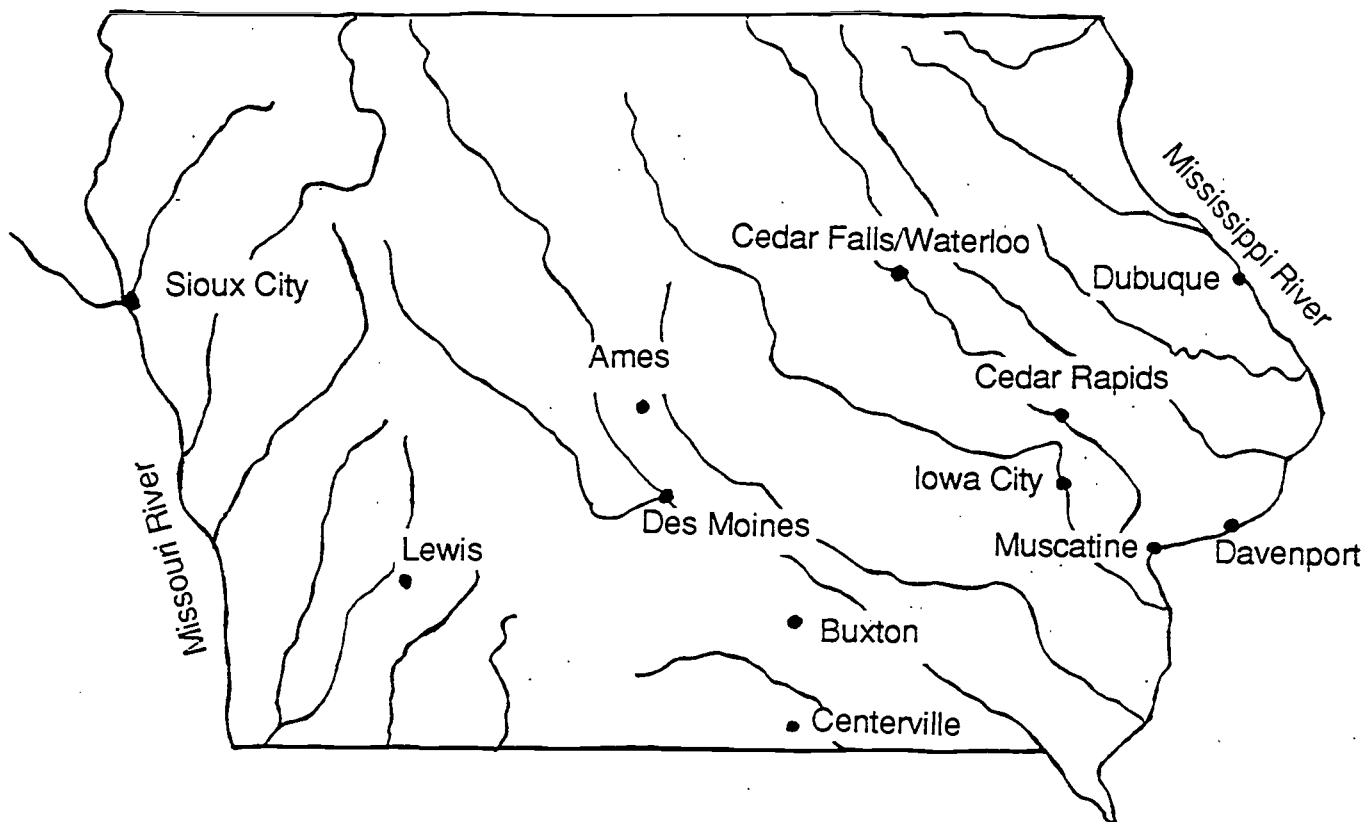 Mississippi River
Cedar Falls/Waterloo
Dubuque
Sioux City
Ames
Cedar Rapids
Iowa City
Missouri River
Des Moines
Muscatine
Davenport
Lewis
Buxton
Centerville